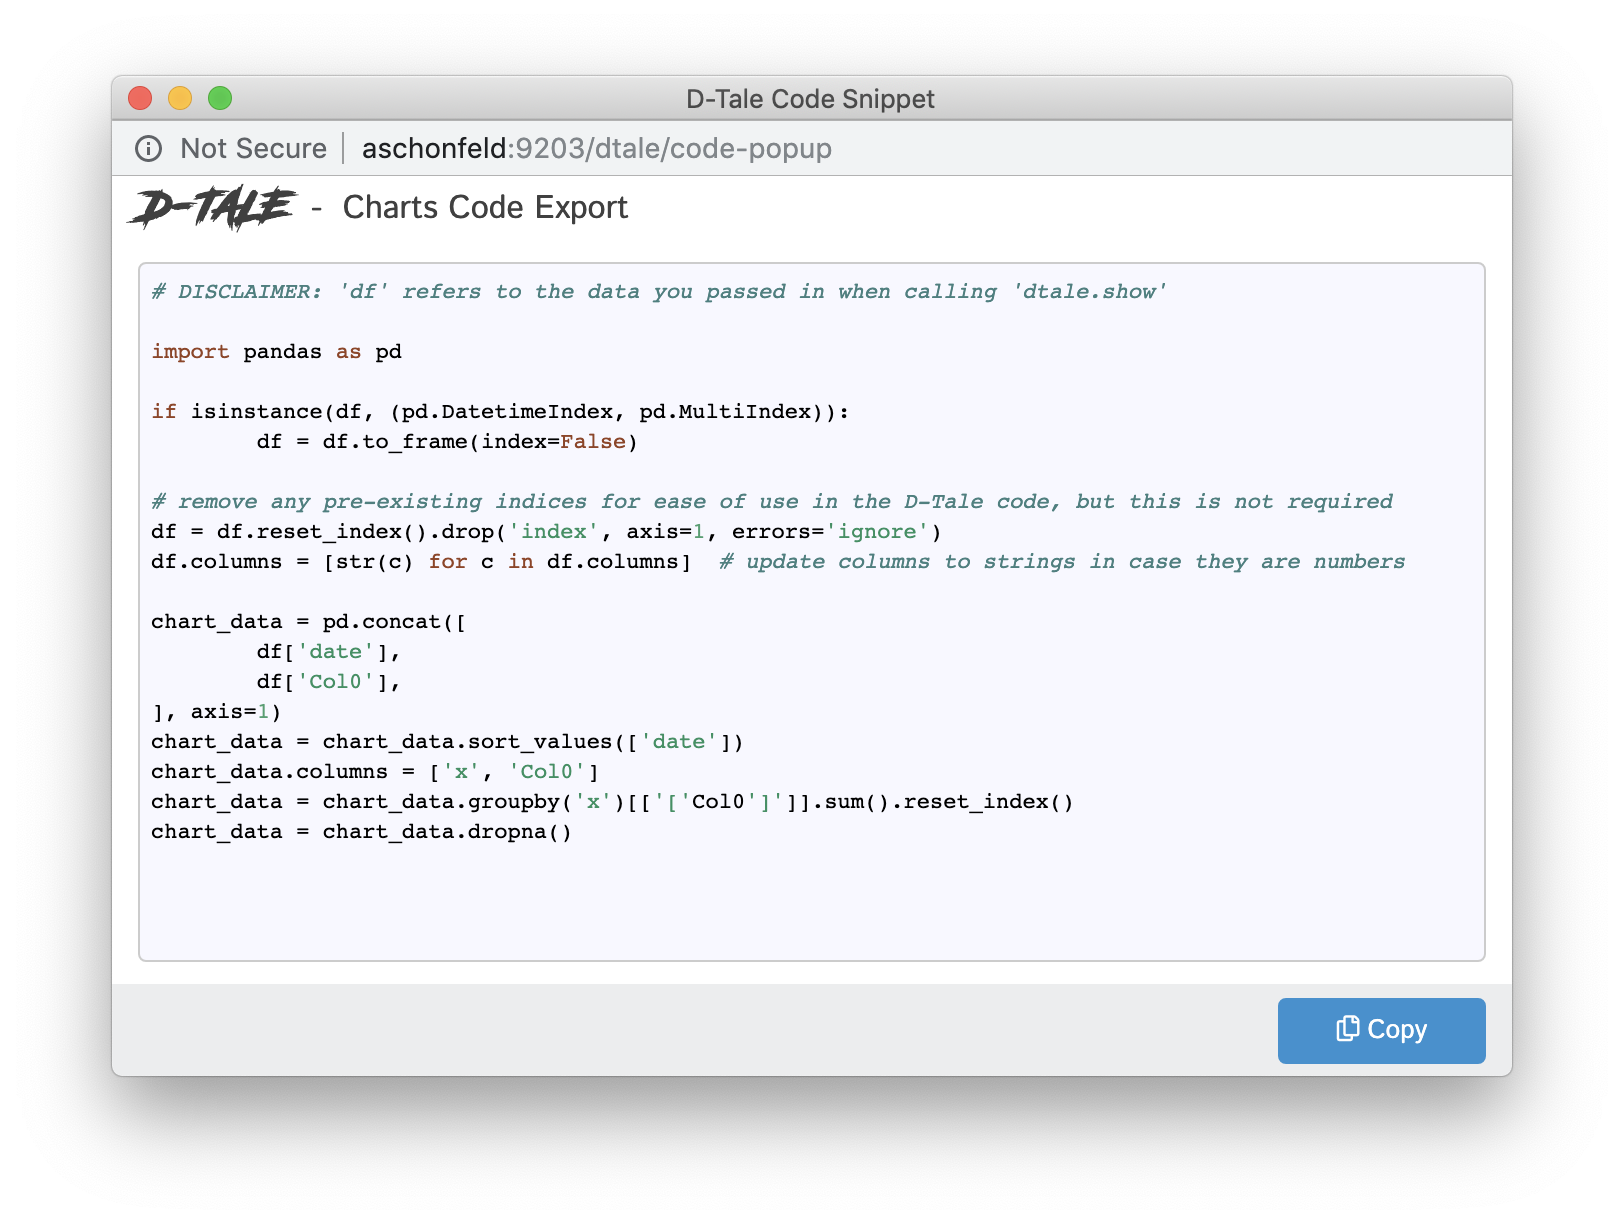 D-Tale Code Snippet
Not Secure | aschonfeld:9203/dtale/code-popup
D-TALE - Charts Code Export
# DISCLAIMER: 'df' refers to the data you passed in when calling 'dtale.show'
import pandas as pd
if isinstance(df, (pd.DatetimeIndex, pd.MultiIndex)):
        df = df.to_frame(index=False)
# remove any pre-existing indices for ease of use in the D-Tale code, but this is not required
df = df.reset_index().drop('index', axis=1, errors='ignore')
df.columns = [str(c) for c in df.columns]  # update columns to strings in case they are numbers
chart_data = pd.concat([
        df['date'],
        df['Col0'],
], axis=1)
chart_data = chart_data.sort_values(['date'])
chart_data.columns = ['x', 'Col0']
chart_data = chart_data.groupby('x')[['['Col0']']].sum().reset_index()
chart_data = chart_data.dropna()
Copy